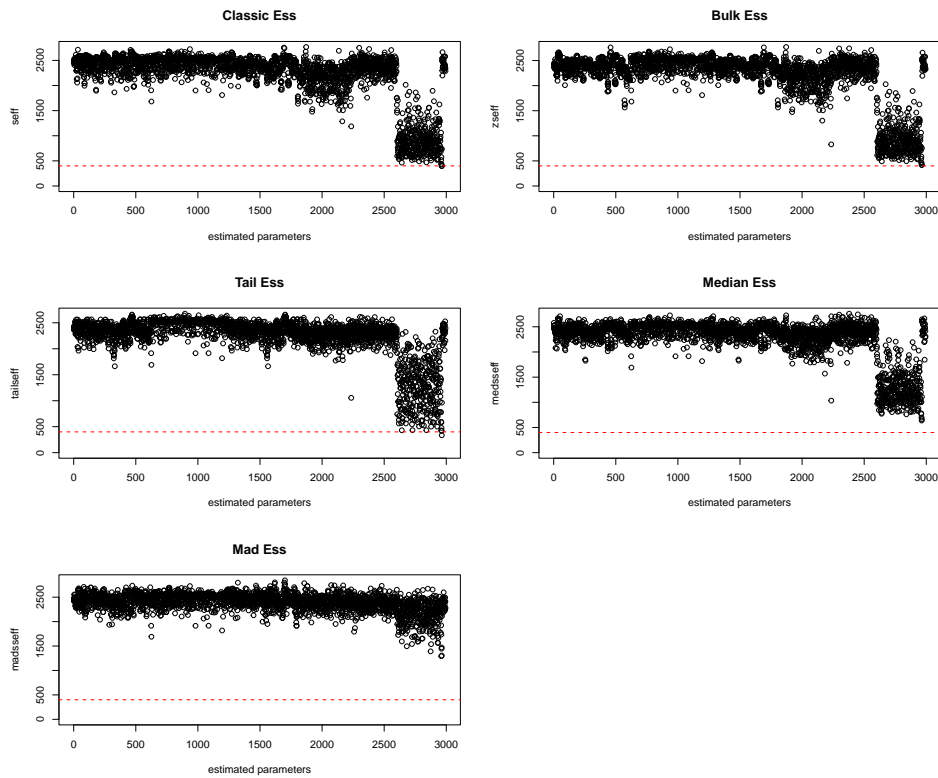 Classic Ess
seff
0 500 1500 2500
0 500 1000 1500 2000 2500 3000
estimated parameters
Bulk Ess
zseff
0 500 1500 2500
0 500 1000 1500 2000 2500 3000
estimated parameters
Tail Ess
tailseff
0 500 1500 2500
0 500 1000 1500 2000 2500 3000
estimated parameters
Median Ess
medsseff
0 500 1500 2500
0 500 1000 1500 2000 2500 3000
estimated parameters
Mad Ess
madsseff
0 500 1500 2500
0 500 1000 1500 2000 2500 3000
estimated parameters